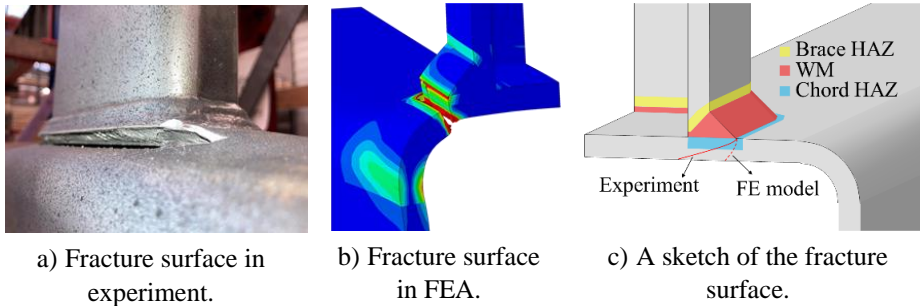 Brace HAZ
WM
Chord HAZ
Experiment
FE model
a) Fracture surface in
experiment.
b) Fracture surface
in FEA.
c) A sketch of the fracture
surface.